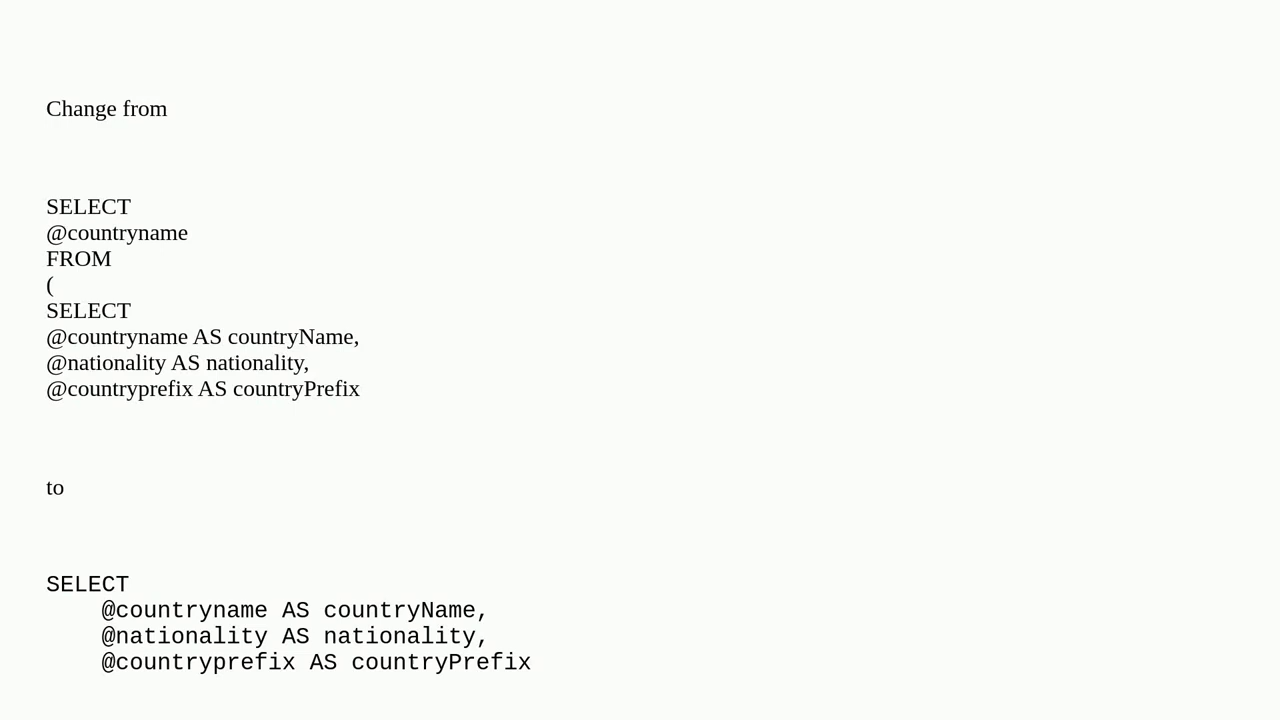 Change from
SELECT
@countryname
FROM
(
SELECT
@countryname AS countryName,
@nationality AS nationality,
@countryprefix AS countryPrefix
to
SELECT
    @countryname AS countryName,
    @nationality AS nationality,
    @countryprefix AS countryPrefix